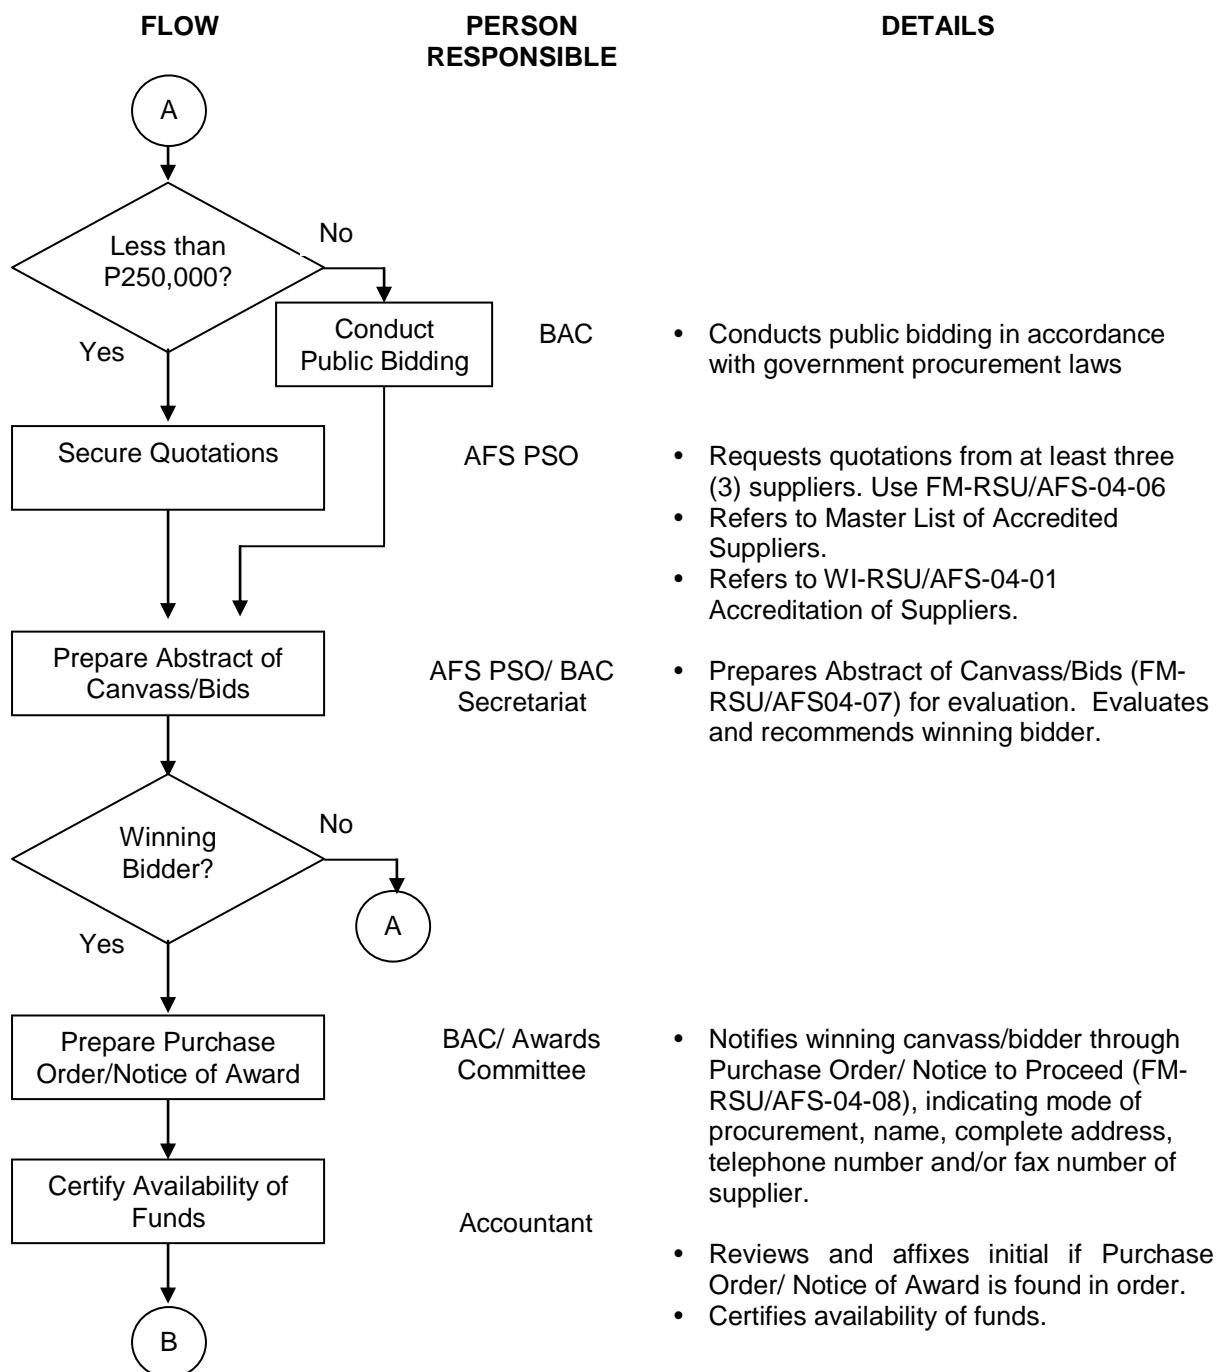 FLOW
PERSON
RESPONSIBLE
DETAILS
A
Less than
P250,000?
No
Yes
Conduct
Public Bidding
BAC
• Conducts public bidding in accordance
with government procurement laws
Secure Quotations
AFS PSO
• Requests quotations from at least three
(3) suppliers. Use FM-RSU/AFS-04-06
• Refers to Master List of Accredited
Suppliers.
• Refers to WI-RSU/AFS-04-01
Accreditation of Suppliers.
Prepare Abstract of
Canvass/Bids
AFS PSO/ BAC
Secretariat
• Prepares Abstract of Canvass/Bids (FM-
RSU/AFS04-07) for evaluation.  Evaluates
and recommends winning bidder.
Winning
Bidder?
No
A
Yes
Prepare Purchase
Order/Notice of Award
BAC/ Awards
Committee
• Notifies winning canvass/bidder through
Purchase Order/ Notice to Proceed (FM-
RSU/AFS-04-08), indicating mode of
procurement, name, complete address,
telephone number and/or fax number of
supplier.
Certify Availability of
Funds
Accountant
• Reviews and affixes initial if Purchase
Order/ Notice of Award is found in order.
• Certifies availability of funds.
B